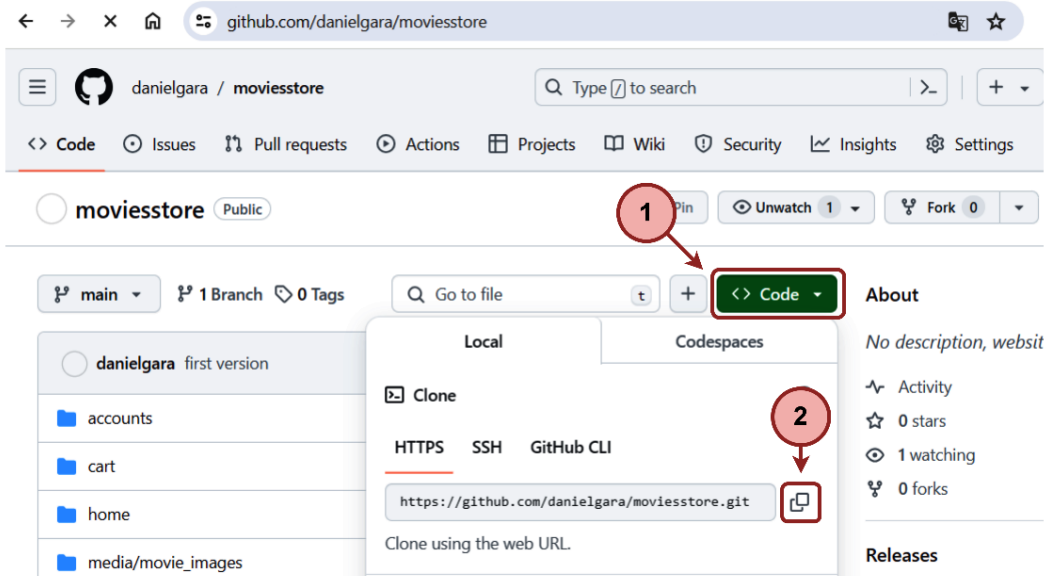 github.com/danielgara/moviesstore
danielgara / moviesstore
Type / to search
+
<> Code Issues Pull requests Actions Projects Wiki Security Insights Settings
moviesstore Public
1
Pin Unwatch 1 Fork 0
main 1 Branch 0 Tags
Go to file t + <> Code
About
Local Codespaces
No description, websit
danielgara first version
Activity
Clone
2
accounts
0 stars
HTTPS SSH GitHub CLI
1 watching
cart
0 forks
https://github.com/danielgara/moviesstore.git
home
Clone using the web URL.
Releases
media/movie_images